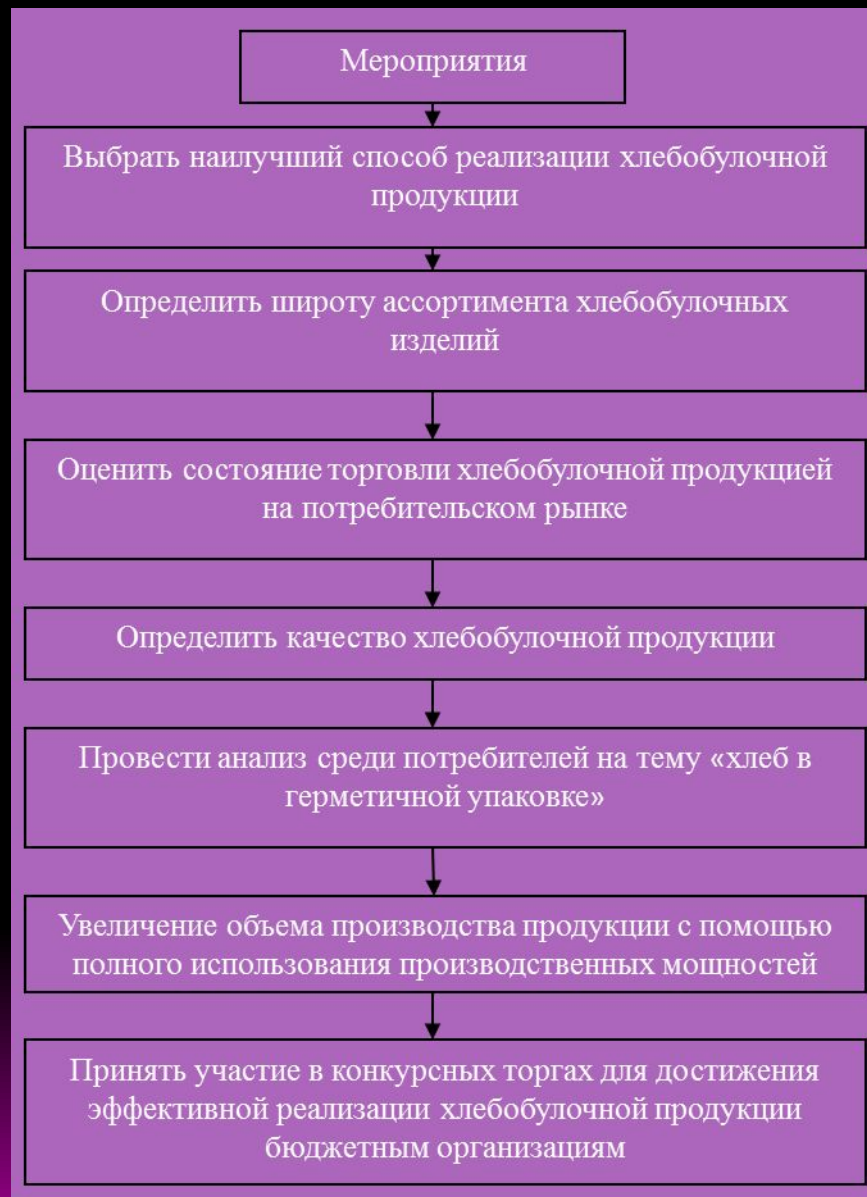 Мероприятия
Выбрать наилучший способ реализации хлебобулочной
продукции
Определить широту ассортимента хлебобулочных
изделий
Оценить состояние торговли хлебобулочной продукцией
на потребительском рынке
Определить качество хлебобулочной продукции
Провести анализ среди потребителей на тему «хлеб в
герметичной упаковке»
Увеличение объема производства продукции с помощью
полного использования производственных мощностей
Принять участие в конкурсных торгах для достижения
эффективной реализации хлебобулочной продукции
бюджетным организациям